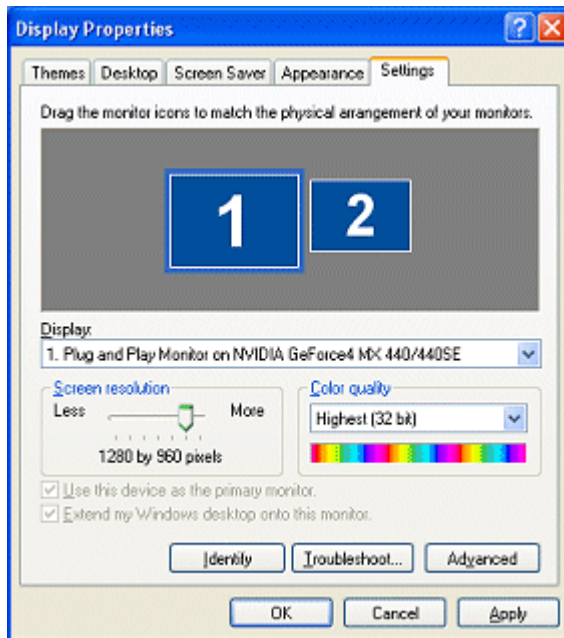 Display Properties
Themes Desktop Screen Saver Appearance Settings
Drag the monitor icons to match the physical arrangement of your monitors.
1 2
Display:
1. Plug and Play Monitor on NVIDIA GeForce4 MX 440/440SE
Screen resolution Color quality
Less More Highest (32 bit)
1280 by 960 pixels
Use this device as the primary monitor.
Extend my Windows desktop onto this monitor.
Identify Troubleshoot... Advanced
OK Cancel Apply